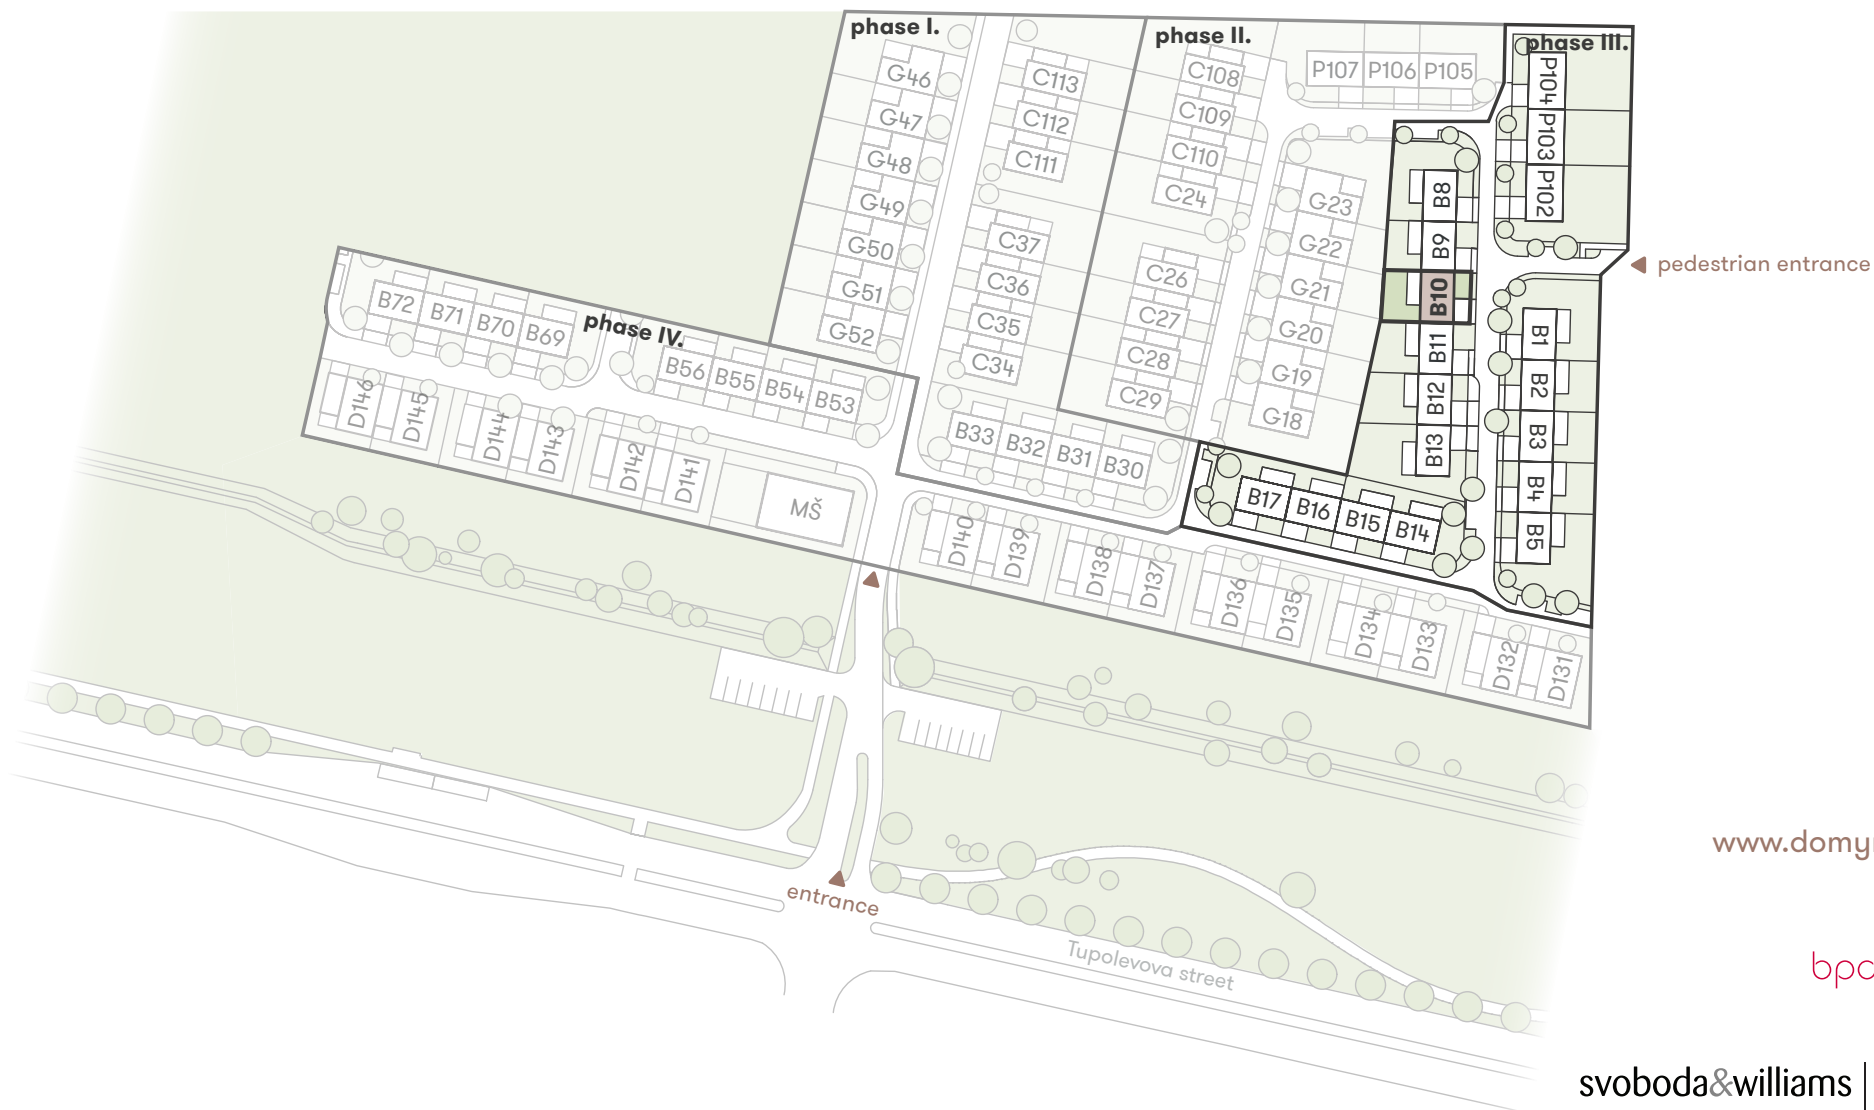 phase I.
phase II.
phase III.
G46
G47
G48
G49
G50
G51
G52
C113
C112
C111
C37
C36
C35
C34
B33
B32
B31
B30
C108
C109
C110
C24
C26
C27
C28
C29
P107
P106
P105
G23
G22
G21
G20
G19
G18
P104
P103
P102
B8
B9
B10
B11
B12
B13
B17
B16
B15
B14
B1
B2
B3
B4
B5
pedestrian entrance
phase IV.
B72
B71
B70
B69
B56
B55
B54
B53
D146
D145
D144
D143
D142
D141
MŠ
D140
D139
D138
D137
D136
D135
D134
D133
D132
D131
entrance
Tupolevova street
svoboda&williams